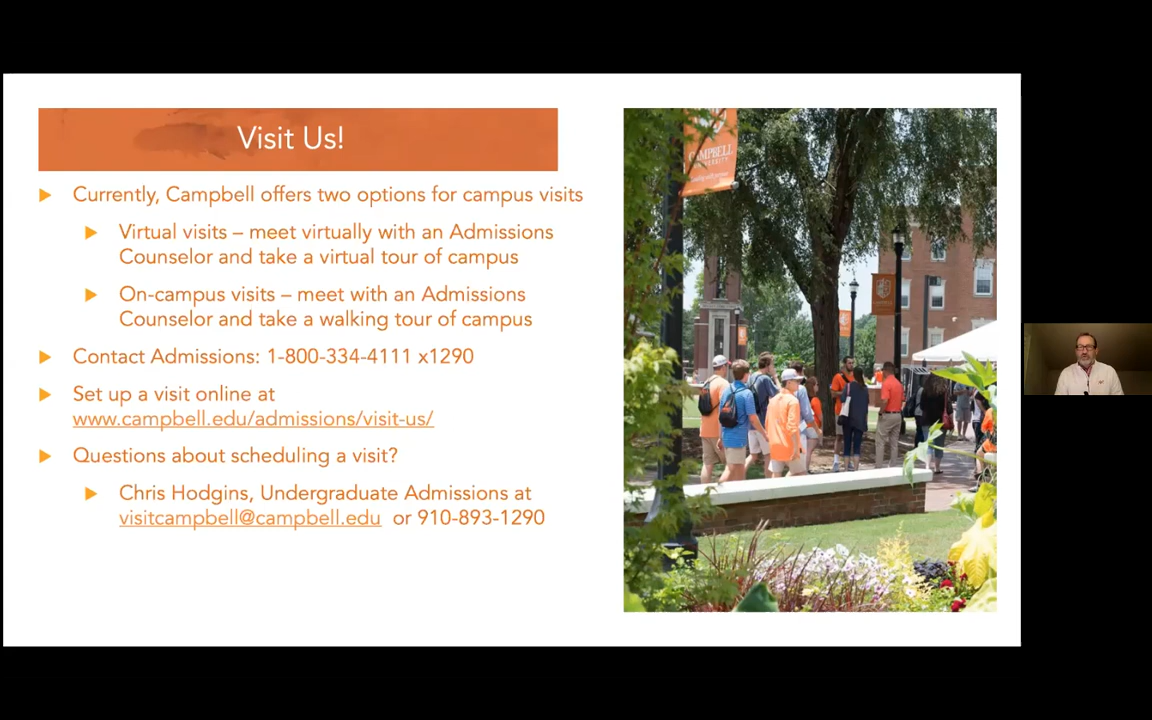 Visit Us!
Currently, Campbell offers two options for campus visits
Virtual visits – meet virtually with an Admissions
Counselor and take a virtual tour of campus
On-campus visits – meet with an Admissions
Counselor and take a walking tour of campus
Contact Admissions: 1-800-334-4111 x1290
Set up a visit online at
www.campbell.edu/admissions/visit-us/
Questions about scheduling a visit?
Chris Hodgins, Undergraduate Admissions at
visitcampbell@campbell.edu or 910-893-1290
CAMPBELL
UNIVERSITY